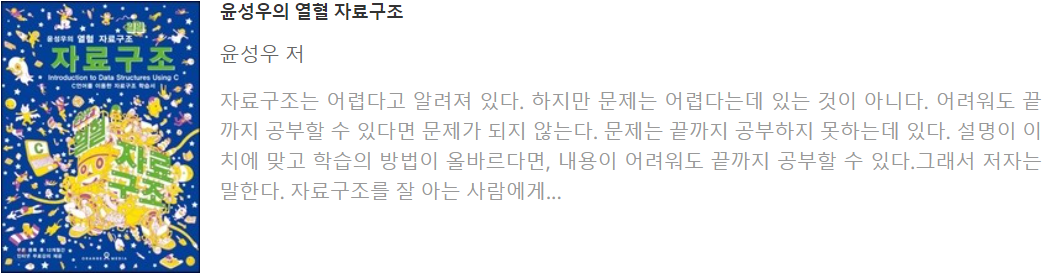 윤성우의 열혈 자료구조
윤성우 저
자료구조는 어렵다고 알려져 있다. 하지만 문제는 어렵다는데 있는 것이 아니다. 어려워도 끝
까지 공부할 수 있다면 문제가 되지 않는다. 문제는 끝까지 공부하지 못하는데 있다. 설명이 이
치에 맞고 학습의 방법이 올바르다면, 내용이 어려워도 끝까지 공부할 수 있다.그래서 저자는
말한다. 자료구조를 잘 아는 사람에게...
열혈
윤성우의 열혈 자료구조
자료구조
Introduction to Data Structures Using C
C언어를 이용한 자료구조 학습서
C
열혈
자료
구조
ORANGE MEDIA